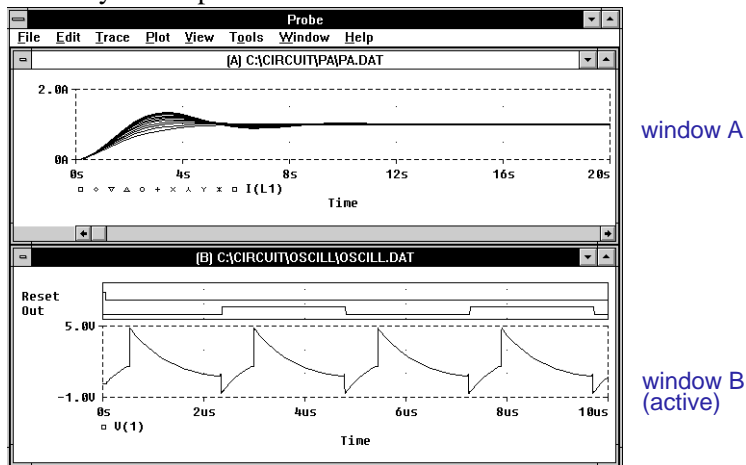 Probe
File Edit Trace Plot View Tools Window Help
(A) C:\CIRCUIT\PA\PA.DAT
2.0A
0A
0s 4s 8s 12s 16s 20s
I(L1)
Time
window A
(B) C:\CIRCUIT\OSCILL\OSCILL.DAT
Reset
Out
5.0V
-1.0V
0s 2us 4us 6us 8us 10us
V(1)
Time
window B
(active)